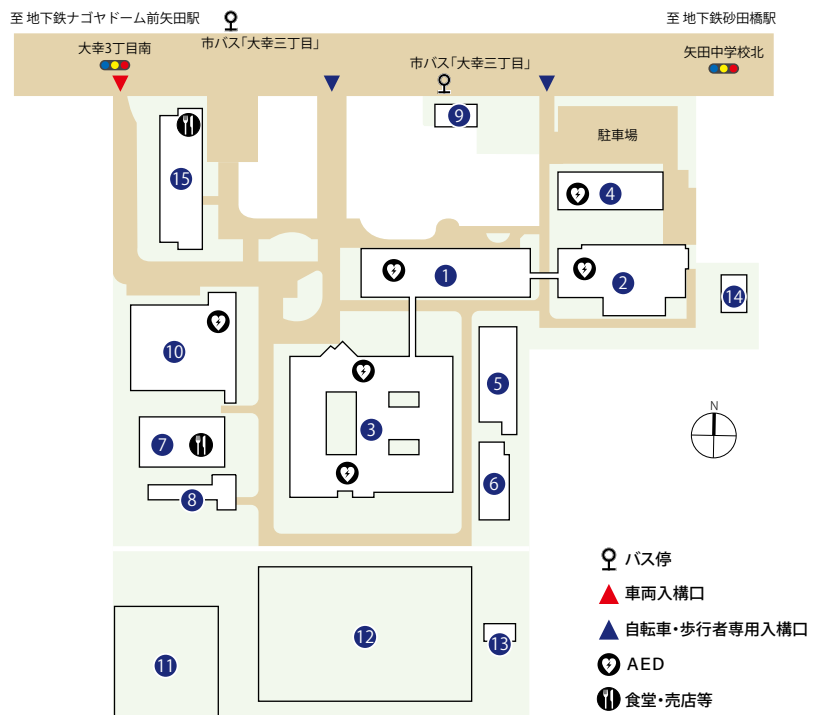 至 地下鉄ナゴヤドーム前矢田駅
至 地下鉄砂田橋駅
市バス「大幸三丁目」
大幸3丁目南
矢田中学校北
市バス「大幸三丁目」
9
駐車場
15
4
1
2
14
10
5
N
3
7
6
8
バス停
車両入構口
自転車・歩行者専用入構口
12
13
11
AED
食堂・売店等